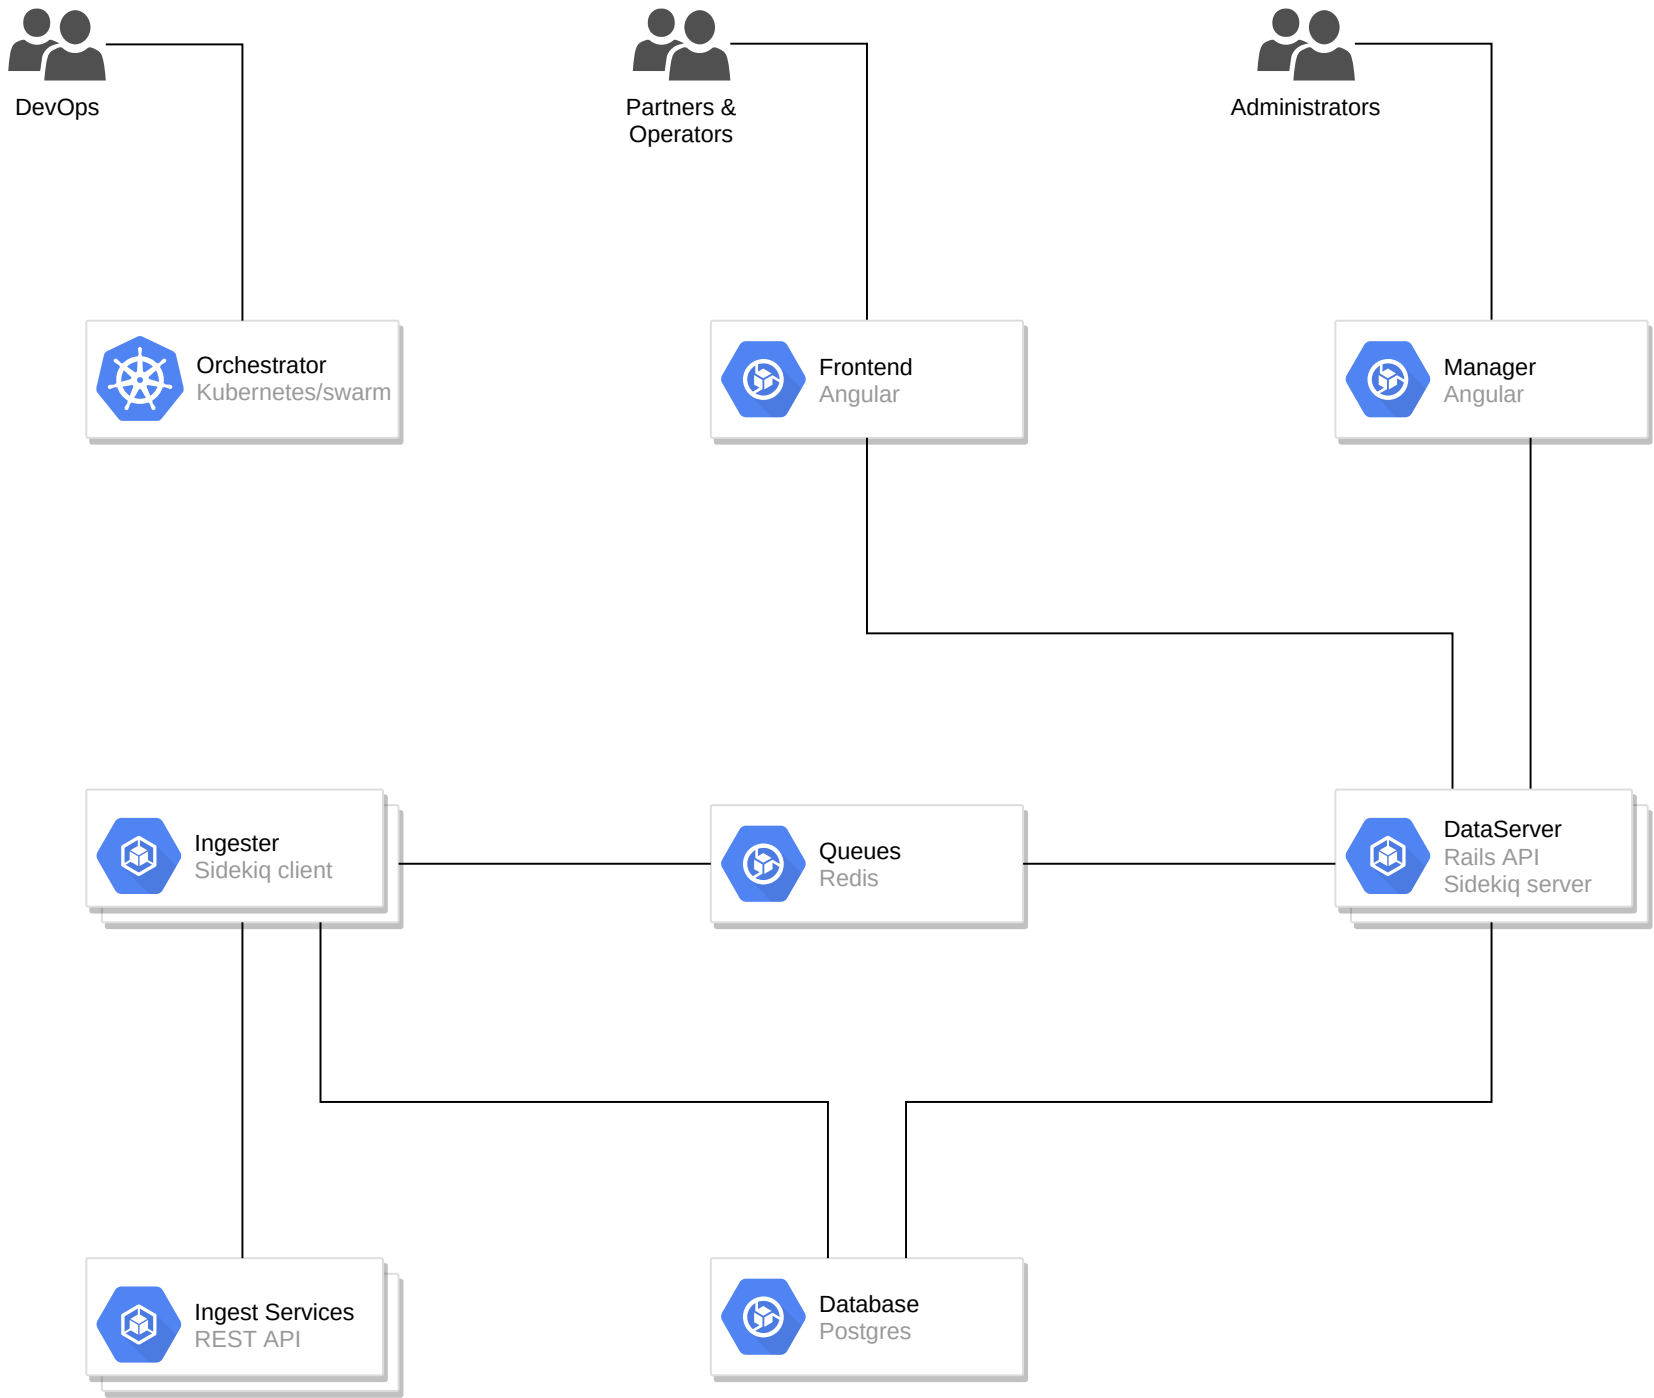 DevOps
Partners &
Operators
Administrators
Orchestrator
Kubernetes/swarm
Frontend
Angular
Manager
Angular
Ingester
Sidekiq client
Queues
Redis
DataServer
Rails API
Sidekiq server
Ingest Services
REST API
Database
Postgres